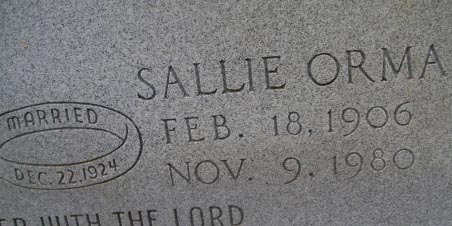 SALLIE ORMA
MARRIED
DEC. 22, 1924
FEB. 18, 1906
NOV. 9, 1980
WITH THE LORD